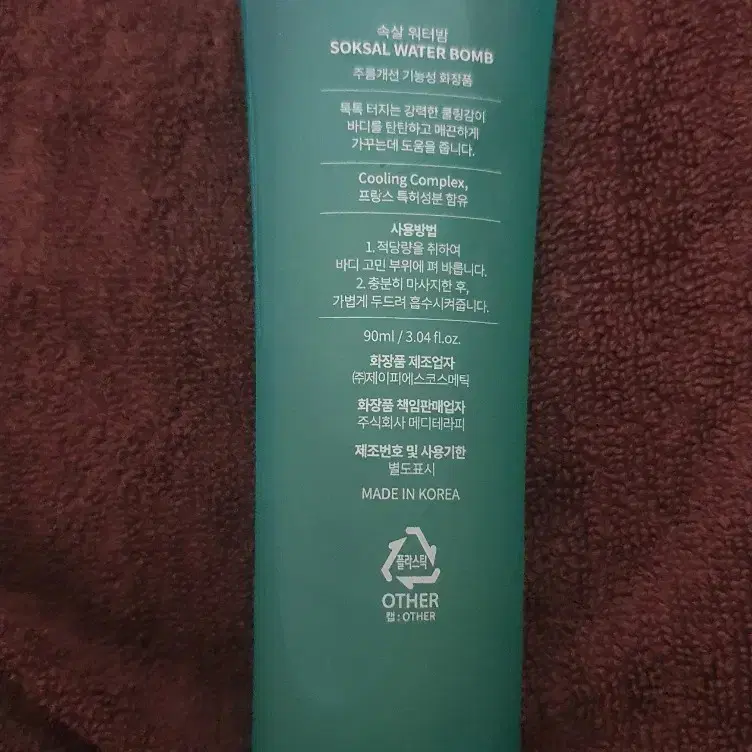 속살 워터밤
SOKSAL WATER BOMB
주름개선 기능성 화장품
톡톡 터지는 강력한 쿨링감이
바디를 탄탄하고 매끈하게
가꾸는데 도움을 줍니다.
Cooling Complex,
프랑스 특허성분 함유
사용방법
1. 적당량을 취하여
바디 고민 부위에 펴 바릅니다.
2. 충분히 마사지한 후,
가볍게 두드려 흡수시켜줍니다.
90ml / 3.04 fl.oz.
화장품 제조업자
㈜제이피에스코스메틱
화장품 책임판매업자
주식회사 메디테라피
제조번호 및 사용기한
별도표시
MADE IN KOREA
플라스틱
OTHER
캡 : OTHER